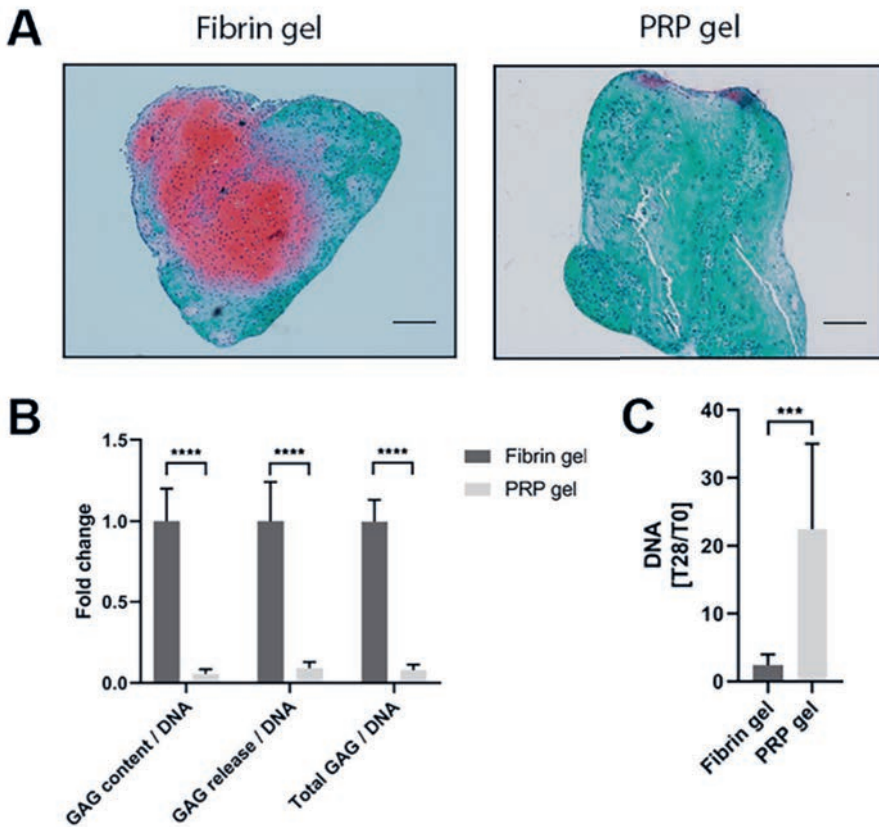 A
Fibrin gel
PRP gel
B
1.5
1.0
0.5
0.0
Fold change
****
****
****
GAG content / DNA
GAG release / DNA
Total GAG / DNA
Fibrin gel
PRP gel
C
40
30
20
10
0
DNA
[T28/T0]
***
Fibrin gel
PRP gel